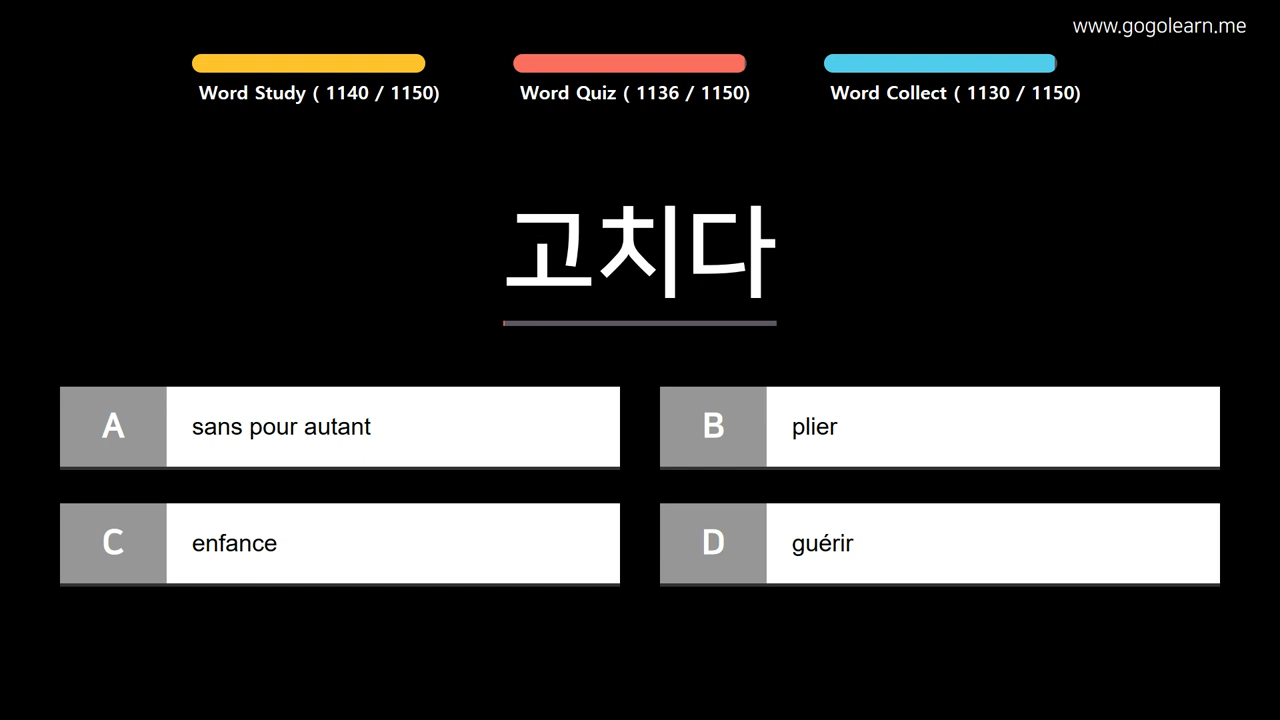 www.gogolearn.me
Word Study ( 1140 / 1150)
Word Quiz ( 1136 / 1150)
Word Collect ( 1130 / 1150)
고치다
A sans pour autant
B plier
C enfance
D guérir